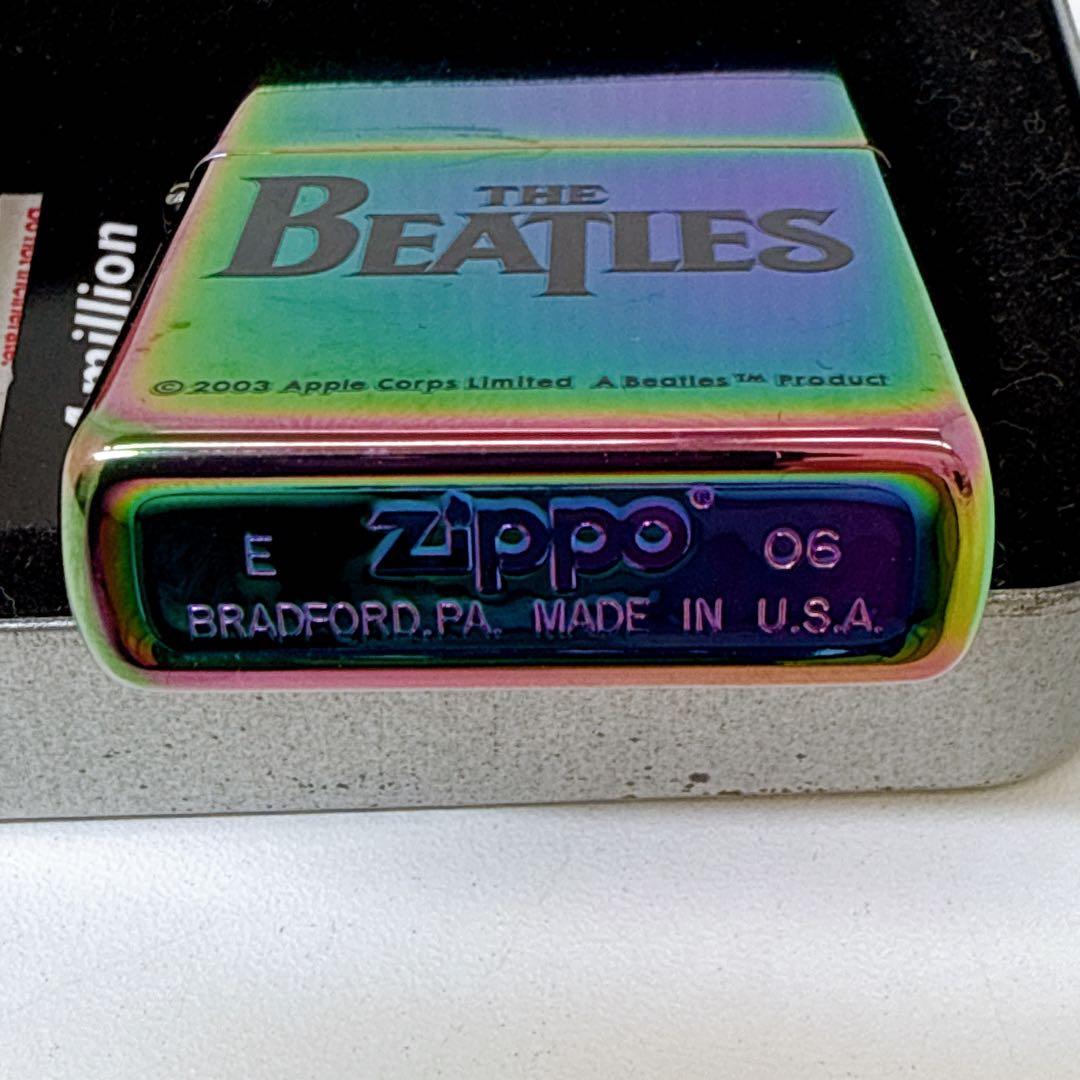 THE
BEATLES
© 2003 Apple Corps Limited A Beatles™ Product
E zippo® 06
BRADFORD, PA. MADE IN U.S.A.
million